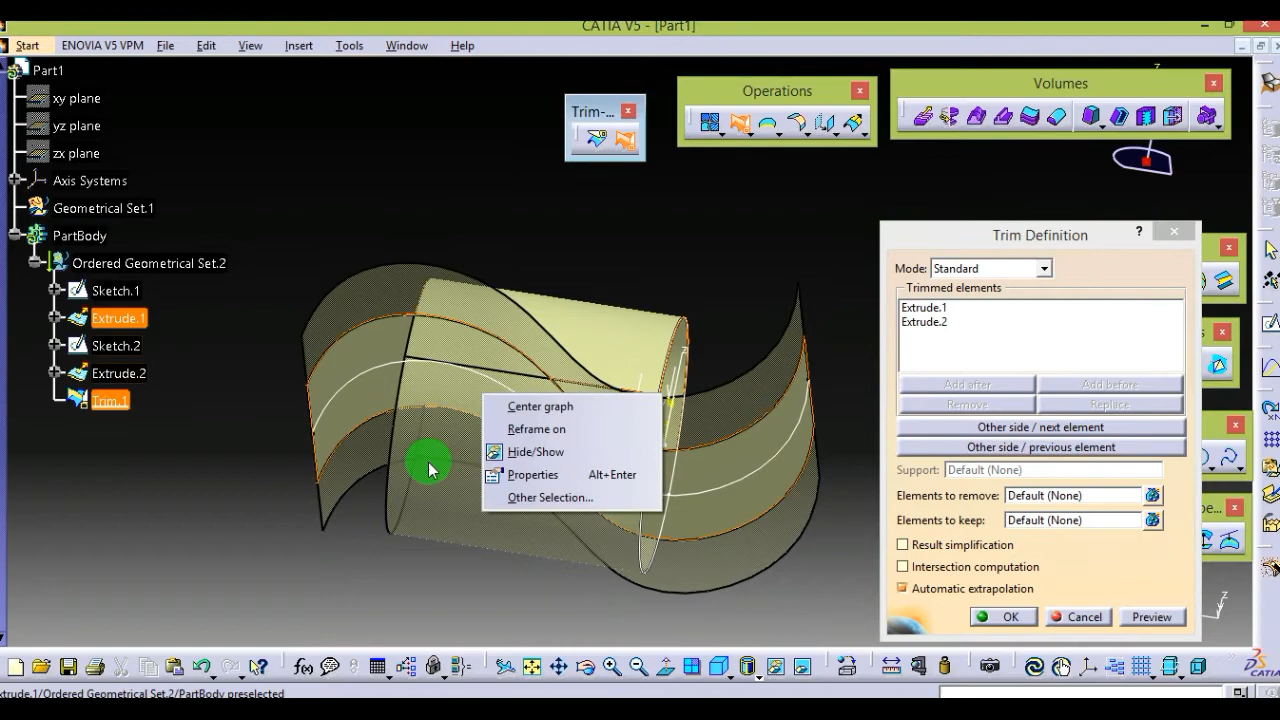 CATIA V5 - [Part1]
Start ENOVIA V5 VPM File Edit View Insert Tools Window Help
Part1
xy plane
yz plane
zx plane
Axis Systems
Geometrical Set.1
PartBody
Ordered Geometrical Set.2
Sketch.1
Extrude.1
Sketch.2
Extrude.2
Trim.1
Trim-...
Operations
Volumes
Center graph
Reframe on
Hide/Show
Properties Alt+Enter
Other Selection...
Trim Definition
Mode: Standard
Trimmed elements
Extrude.1
Extrude.2
Add after Add before
Remove Replace
Other side / next element
Other side / previous element
Support: Default (None)
Elements to remove: Default (None)
Elements to keep: Default (None)
Result simplification
Intersection computation
Automatic extrapolation
OK Cancel Preview
xtrude.1/Ordered Geometrical Set.2/PartBody preselected
CATIA